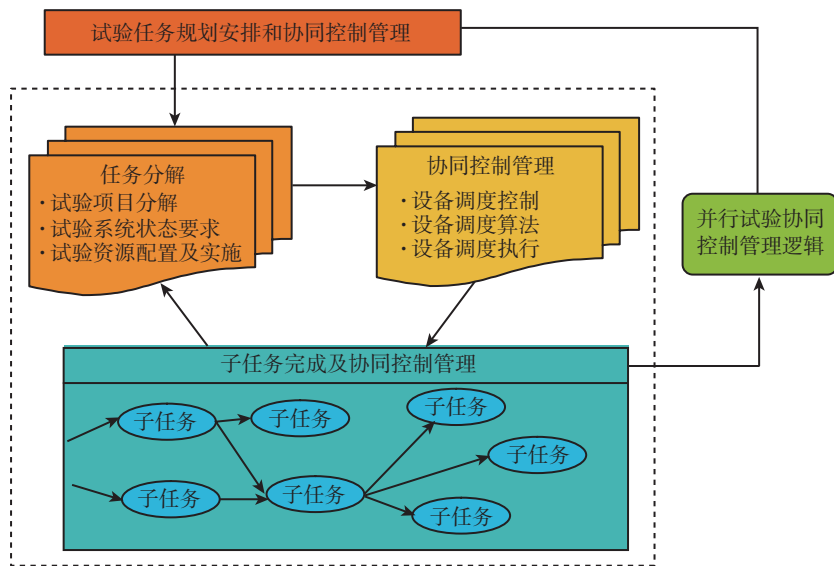 试验任务规划安排和协同控制管理
任务分解
·试验项目分解
·试验系统状态要求
·试验资源配置及实施
协同控制管理
·设备调度控制
·设备调度算法
·设备调度执行
并行试验协同
控制管理逻辑
子任务完成及协同控制管理
子任务
子任务
子任务
子任务
子任务
子任务
子任务